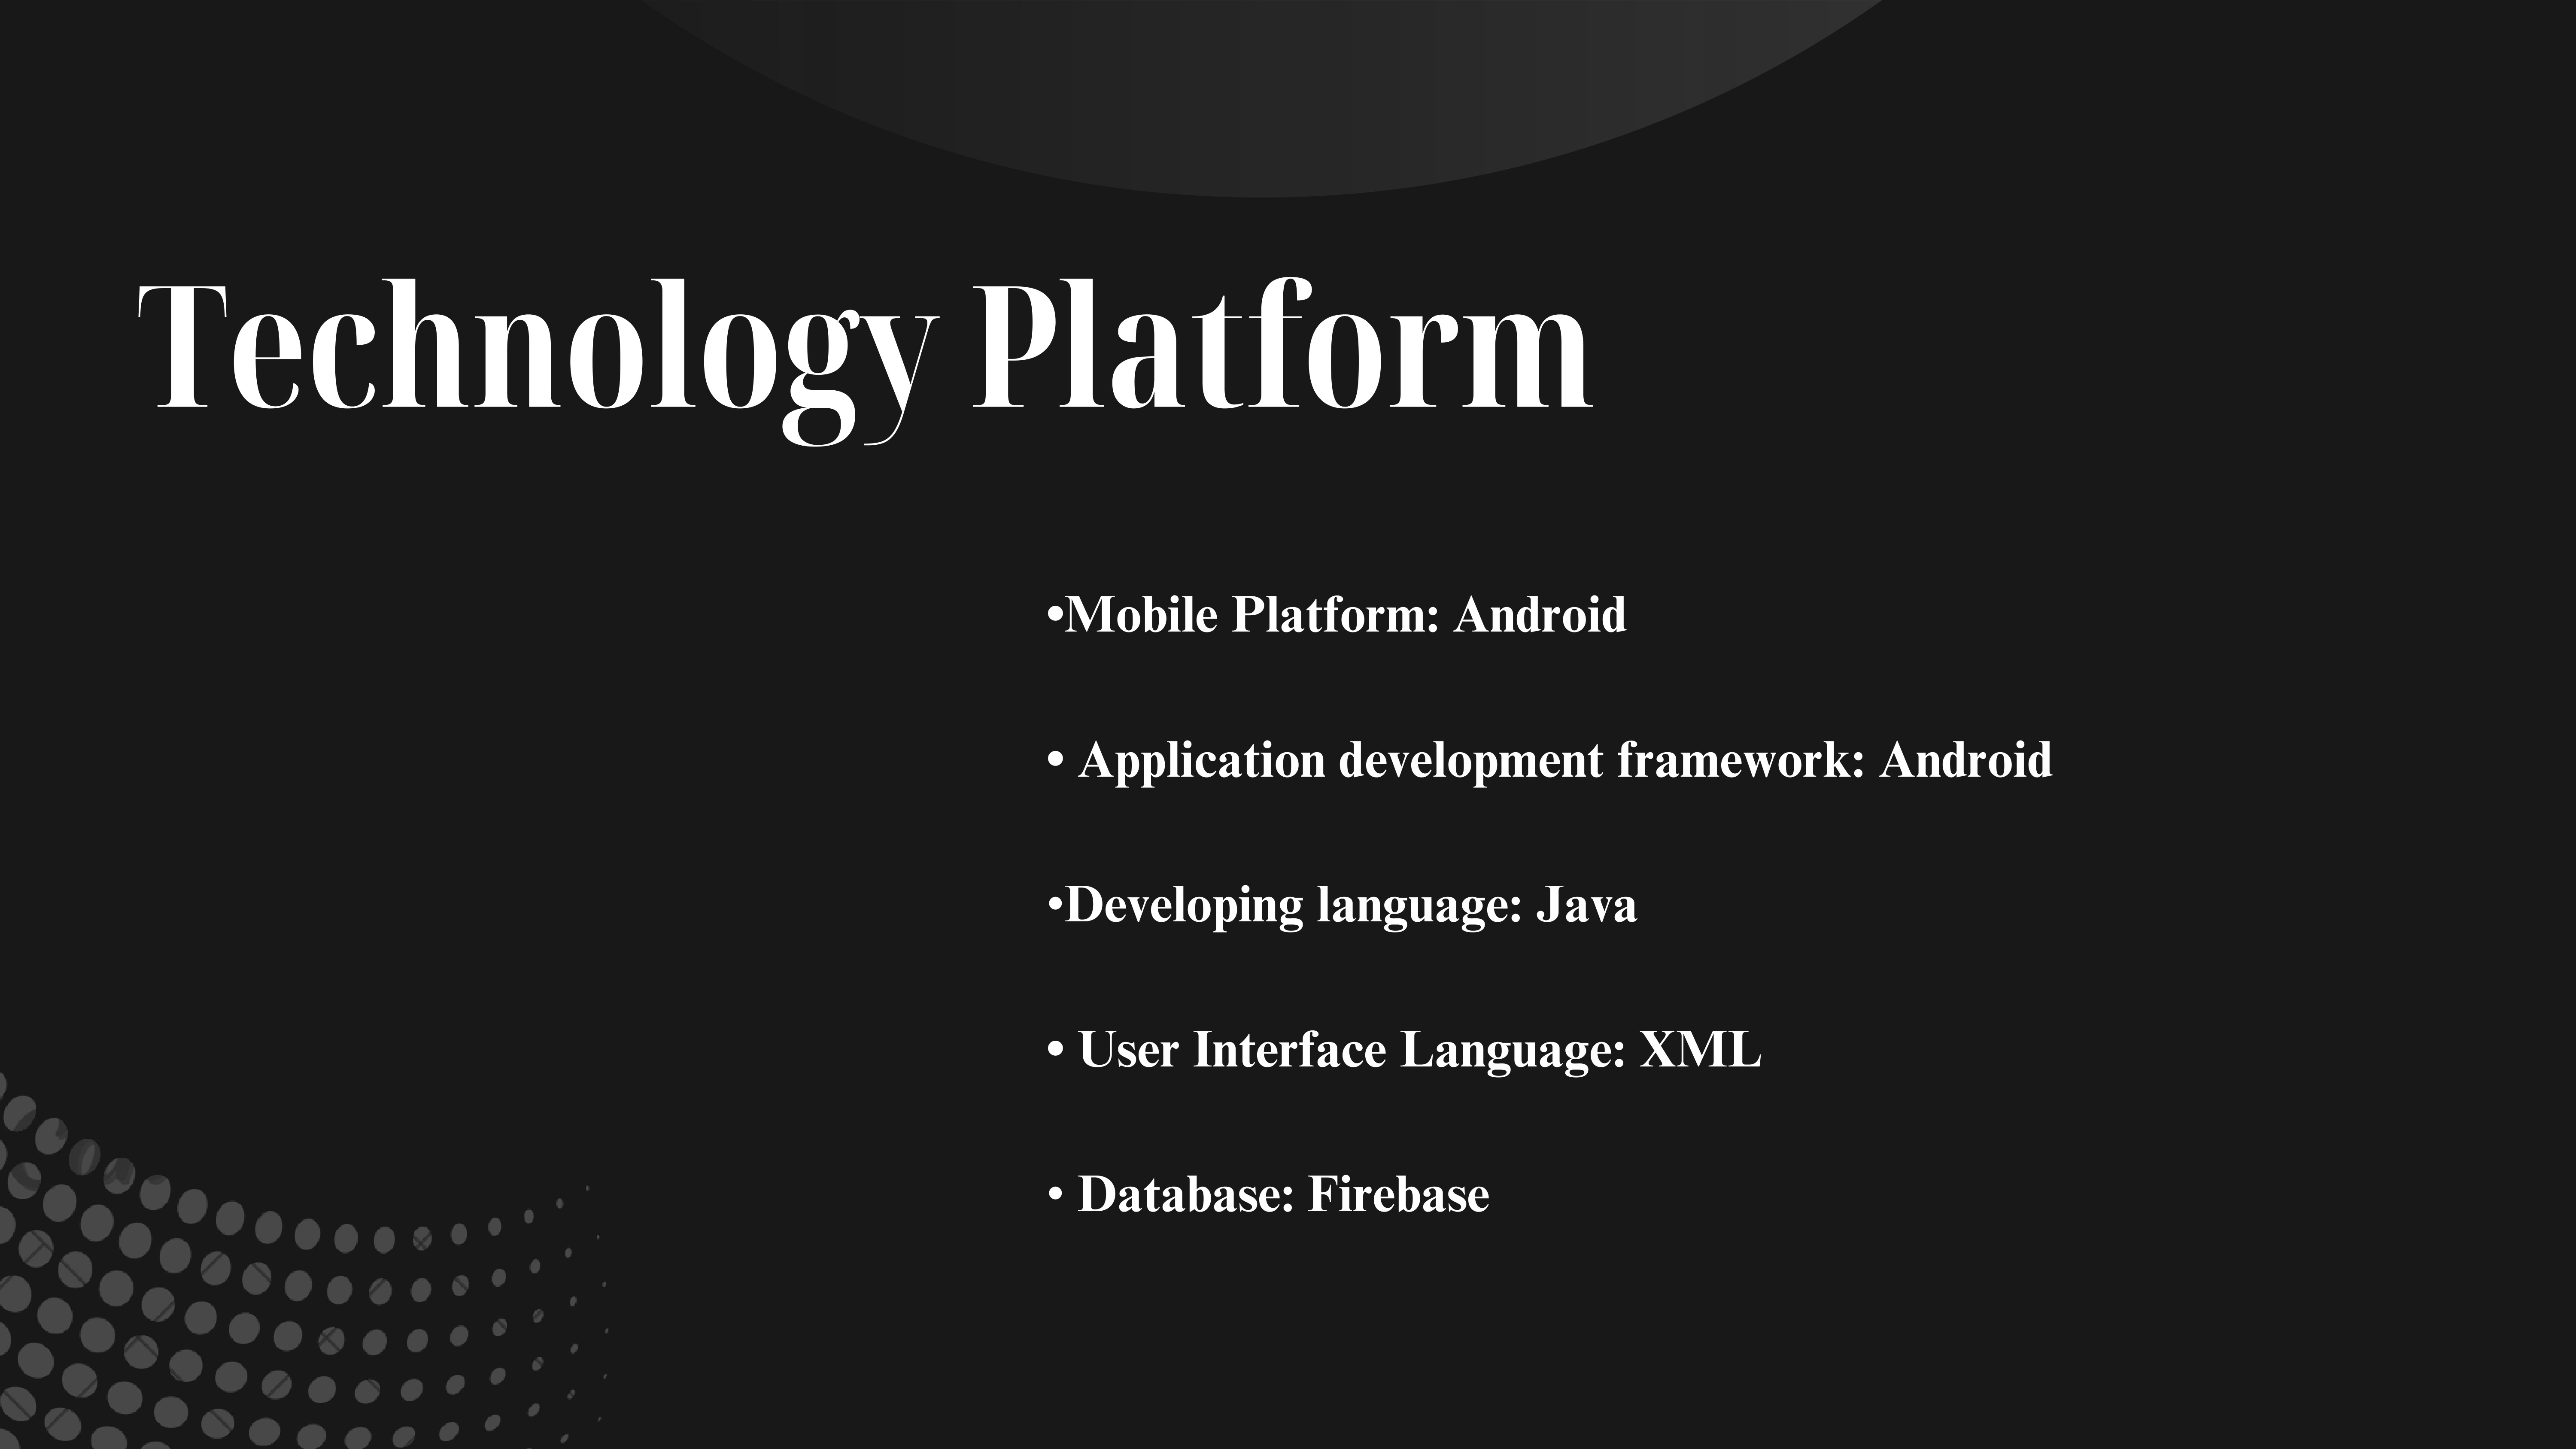 Technology Platform
•Mobile Platform: Android
• Application development framework: Android
•Developing language: Java
• User Interface Language: XML
• Database: Firebase